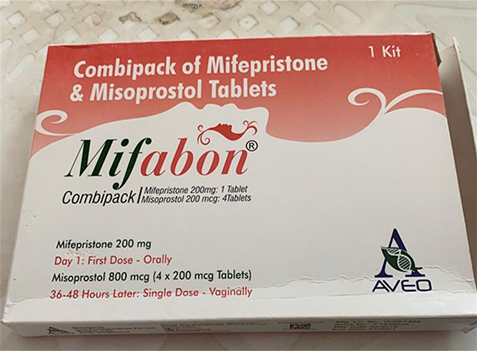 1 Kit
Combipack of Mifepristone
& Misoprostol Tablets
Mifabon®
Combipack
Mifepristone 200mg: 1 Tablet
Misoprostol 200 mcg: 4Tablets
Mifepristone 200 mg
Day 1: First Dose - Orally
Misoprostol 800 mcg (4 x 200 mcg Tablets)
36-48 Hours Later: Single Dose - Vaginally
AVEO